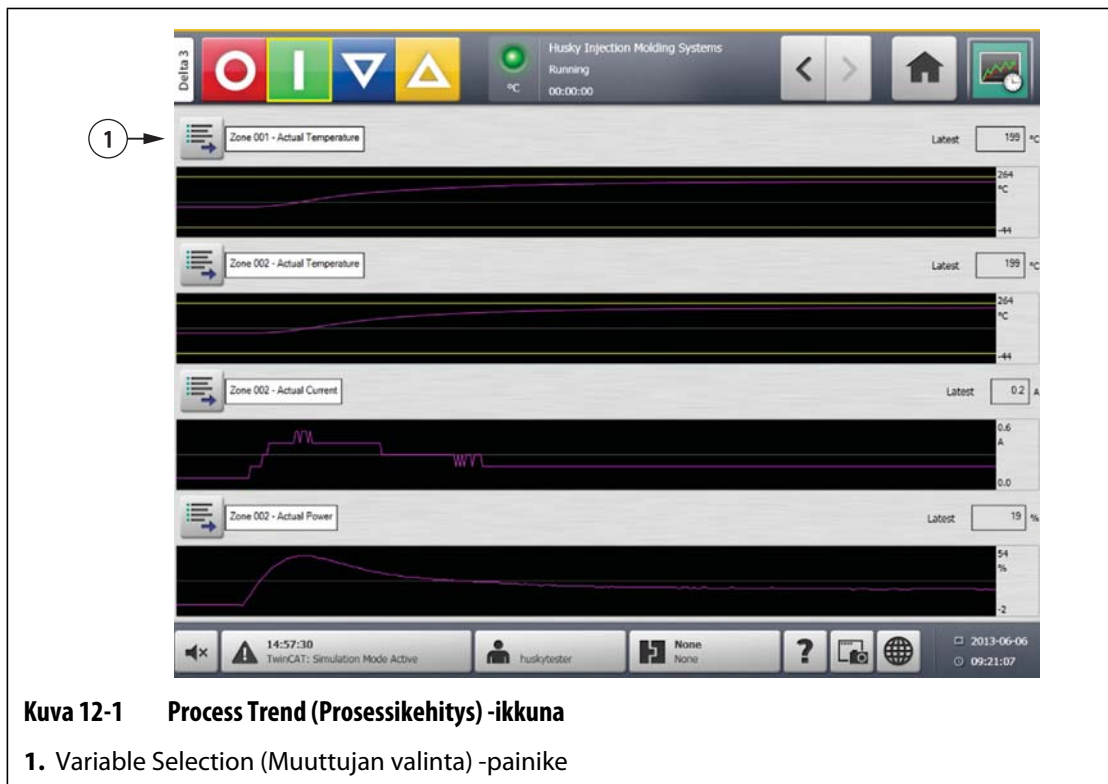 Delta 3
°C
Husky Injection Molding Systems
Running
00:00:00
1
Zone 001 - Actual Temperature
Latest 199 °C
264
°C
-44
Zone 002 - Actual Temperature
Latest 199 °C
264
°C
-44
Zone 002 - Actual Current
Latest 0.2 A
0.6
A
0.0
Zone 002 - Actual Power
Latest 19 %
54
%
-2
14:57:30
TwinCAT: Simulation Mode Active
huskytester
None
None
?
2013-06-06
09:21:07
Kuva 12-1 Process Trend (Prosessikehitys) -ikkuna
1. Variable Selection (Muuttujan valinta) -painike